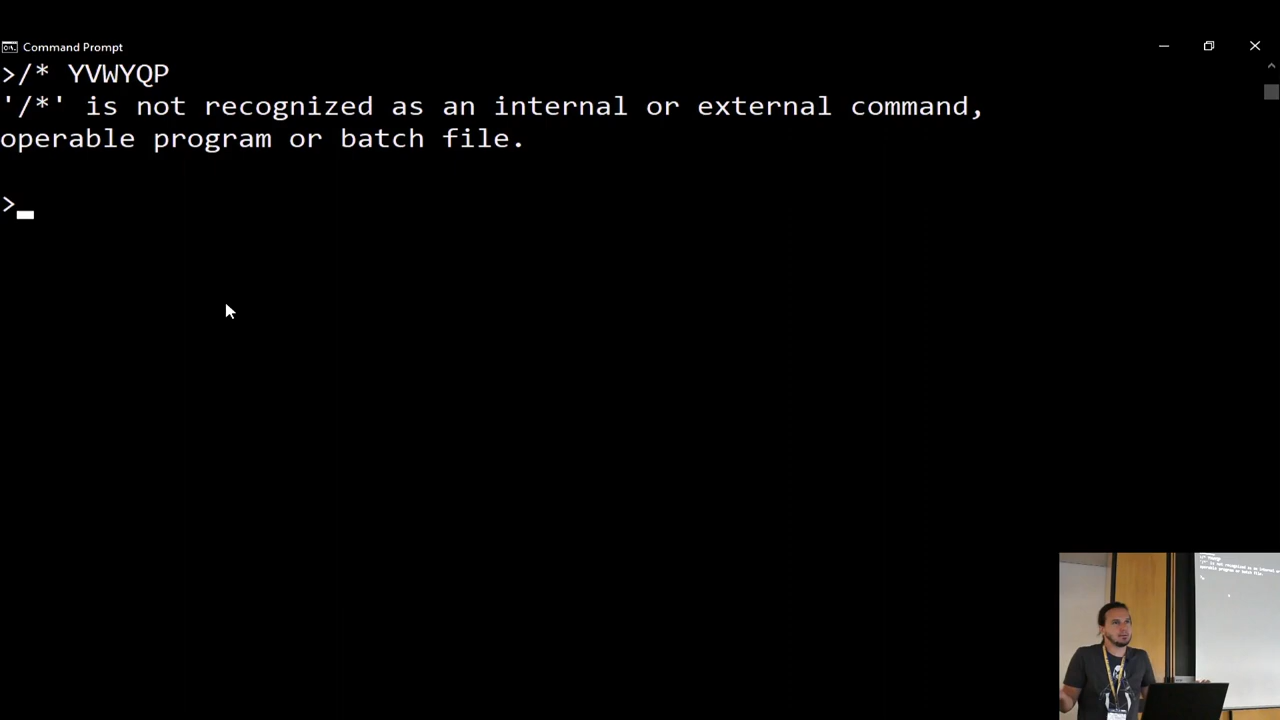 Command Prompt
>/* YVWYQP
'/*' is not recognized as an internal or external command,
operable program or batch file.
>